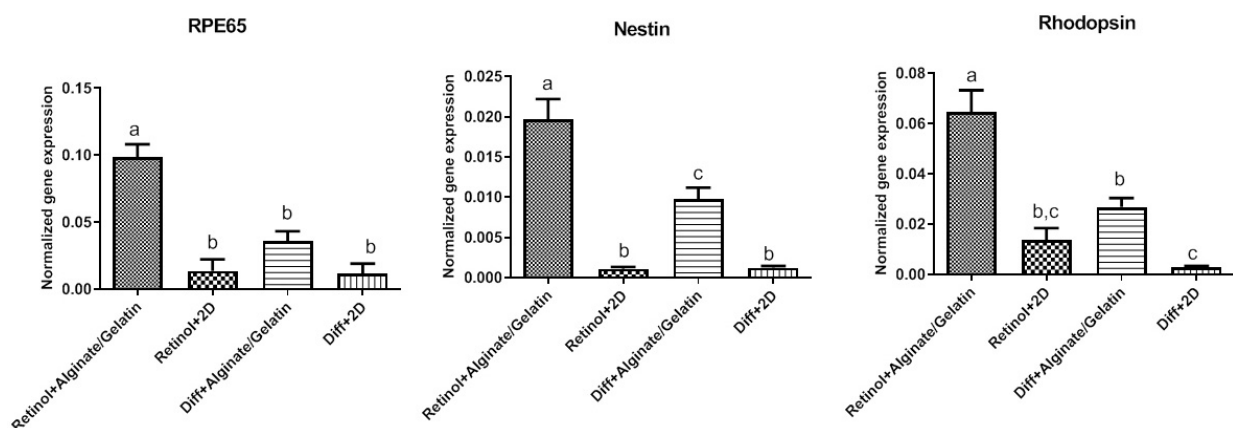 RPE65
Normalized gene expression
0.15
0.10
0.05
0.00
a
b
b
b
Retinol+Alginate/Gelatin
Retinol+2D
Diff+Alginate/Gelatin
Diff+2D
Nestin
Normalized gene expression
0.025
0.020
0.015
0.010
0.005
0.000
a
b
c
b
Retinol+Alginate/Gelatin
Retinol+2D
Diff+Alginate/Gelatin
Diff+2D
Rhodopsin
Normalized gene expression
0.08
0.06
0.04
0.02
0.00
a
b,c
b
c
Retinol+Alginate/Gelatin
Retinol+2D
Diff+Alginate/Gelatin
Diff+2D